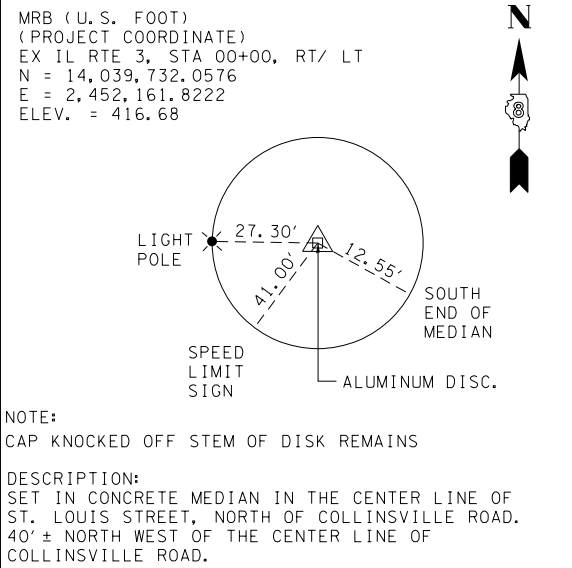 MRB (U.S. FOOT)
(PROJECT COORDINATE)
EX IL RTE 3, STA 00+00, RT/ LT
N = 14,039,732.0576
E = 2,452,161.8222
ELEV. = 416.68
N
8
LIGHT
POLE
27.30'
12.55'
41.00'
SOUTH
END OF
MEDIAN
SPEED
LIMIT
SIGN
ALUMINUM DISC.
NOTE:
CAP KNOCKED OFF STEM OF DISK REMAINS
DESCRIPTION:
SET IN CONCRETE MEDIAN IN THE CENTER LINE OF
ST. LOUIS STREET, NORTH OF COLLINSVILLE ROAD.
40'± NORTH WEST OF THE CENTER LINE OF
COLLINSVILLE ROAD.